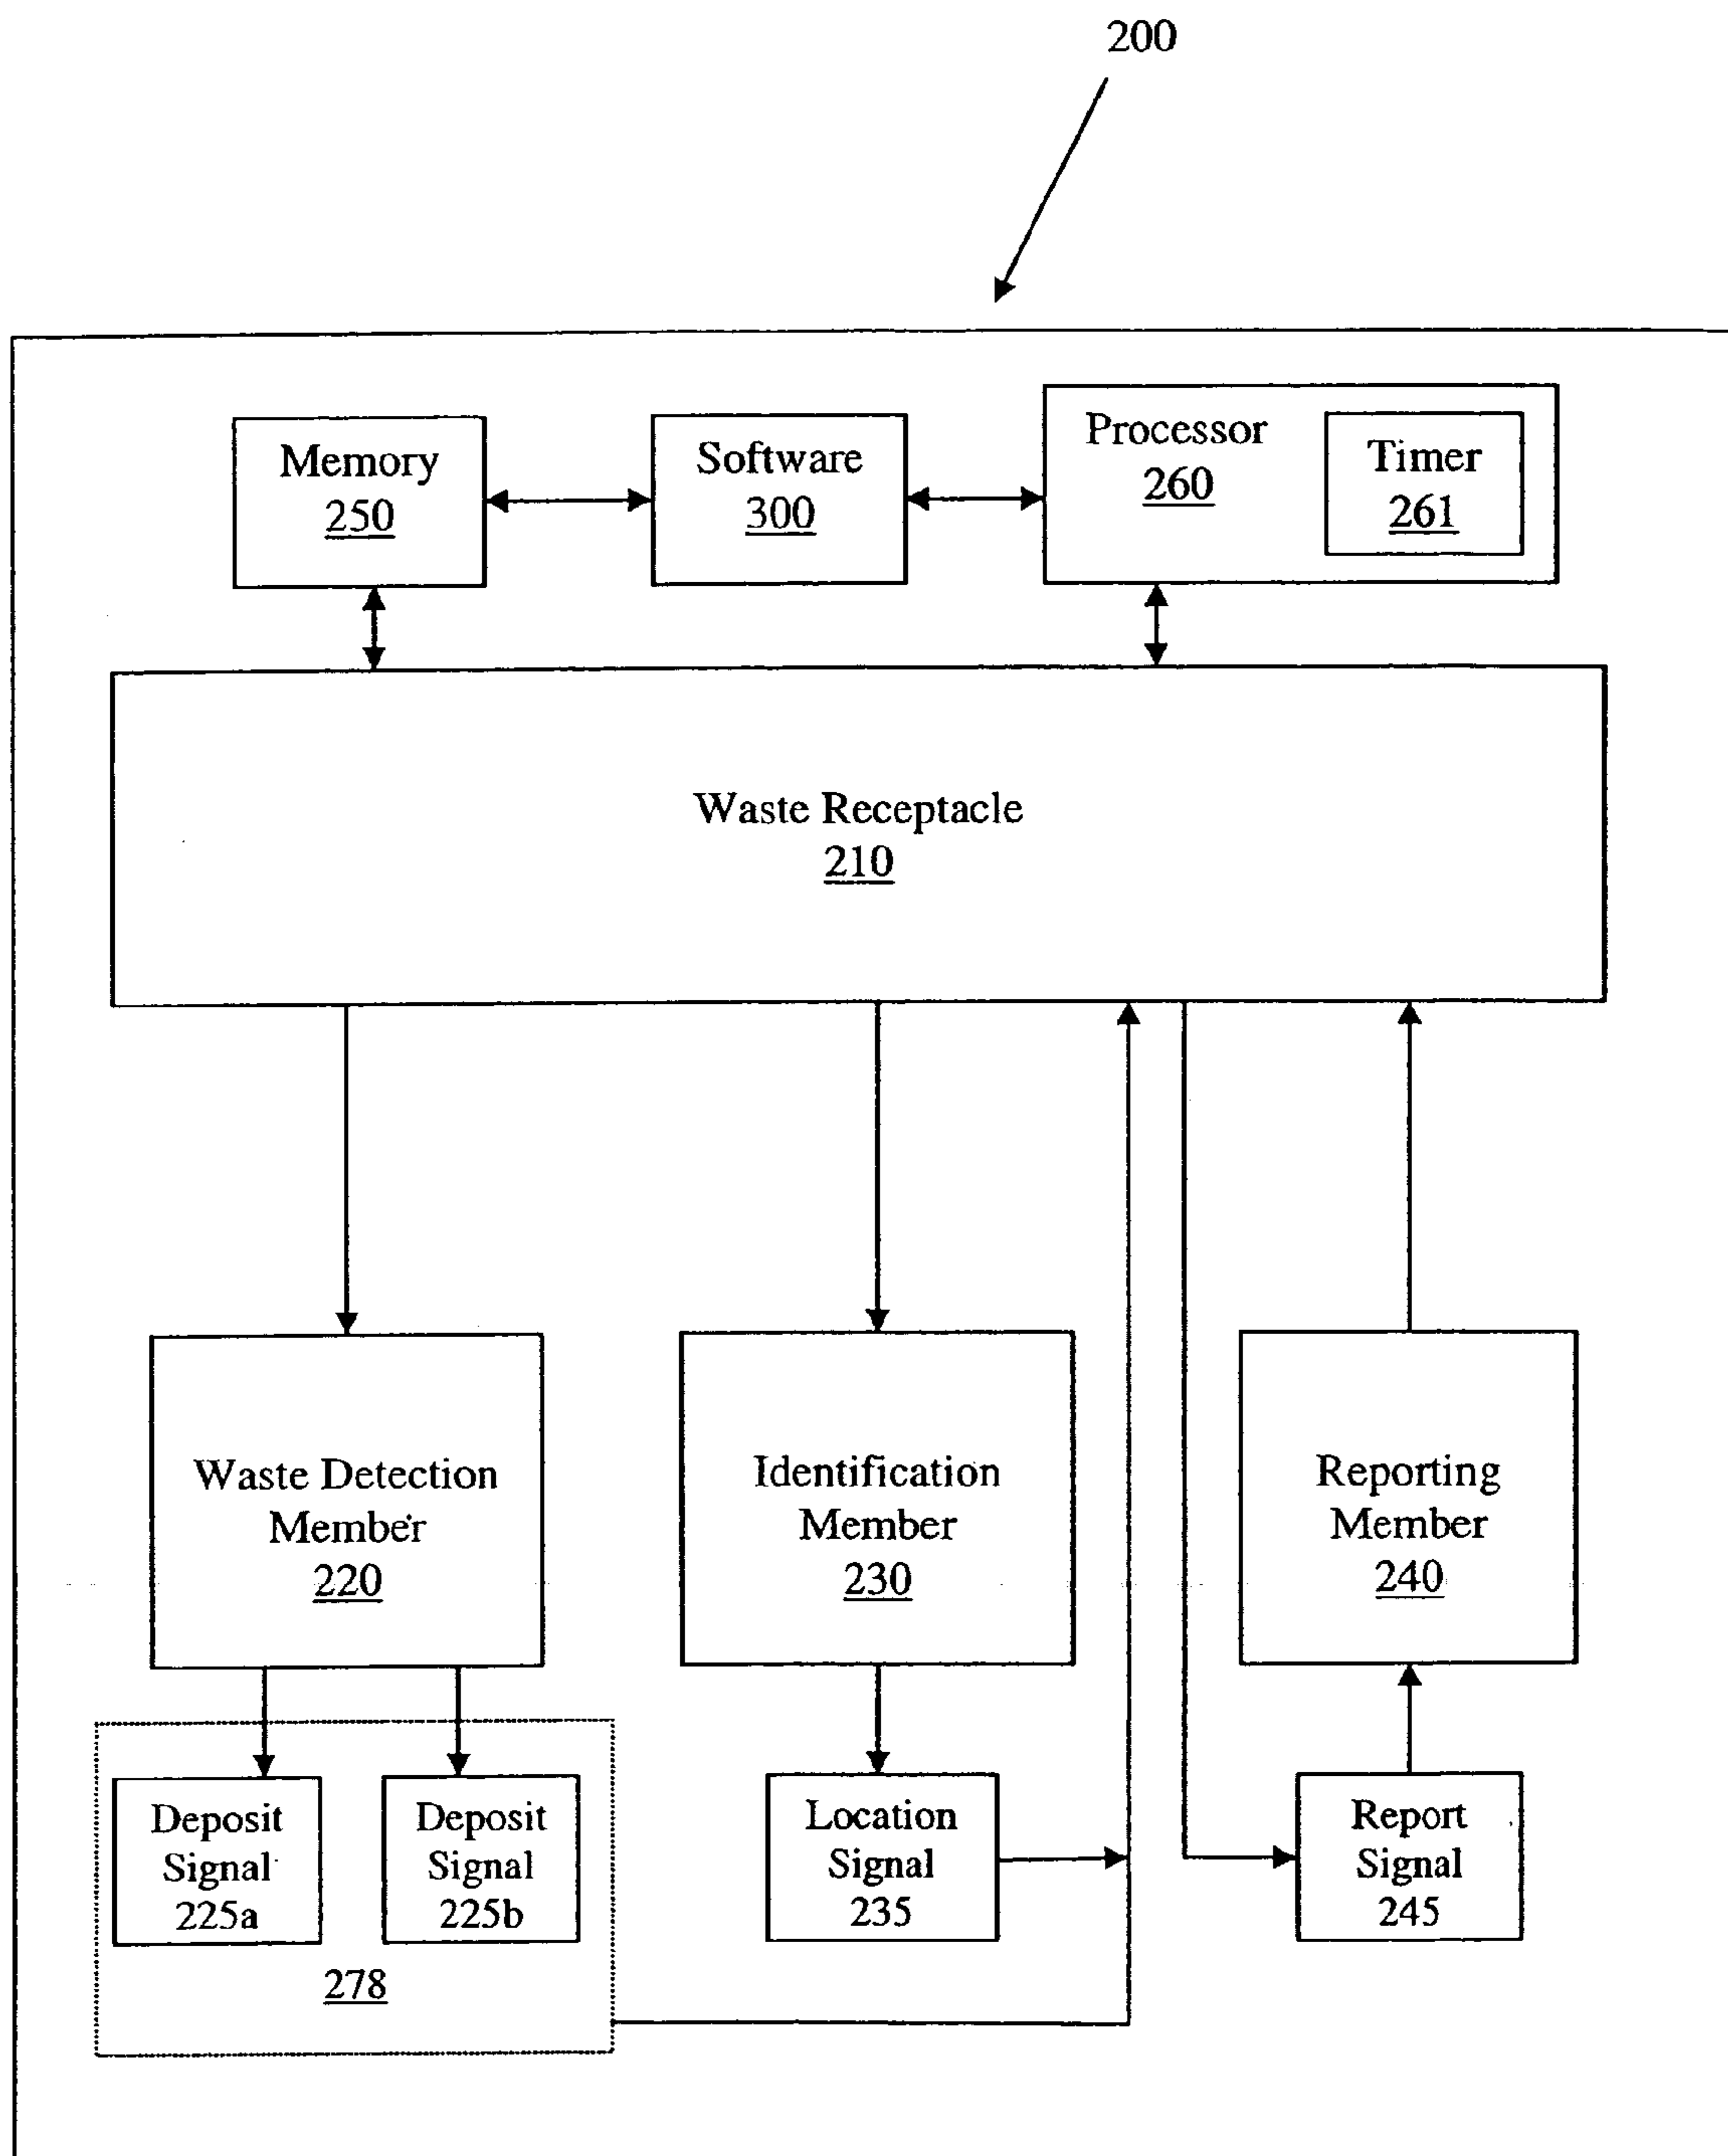 200
Memory
250
Software
300
Processor
260
Timer
261
Waste Receptacle
210
Waste Detection
Member
220
Identification
Member
230
Reporting
Member
240
Deposit
Signal
225a
Deposit
Signal
225b
278
Location
Signal
235
Report
Signal
245